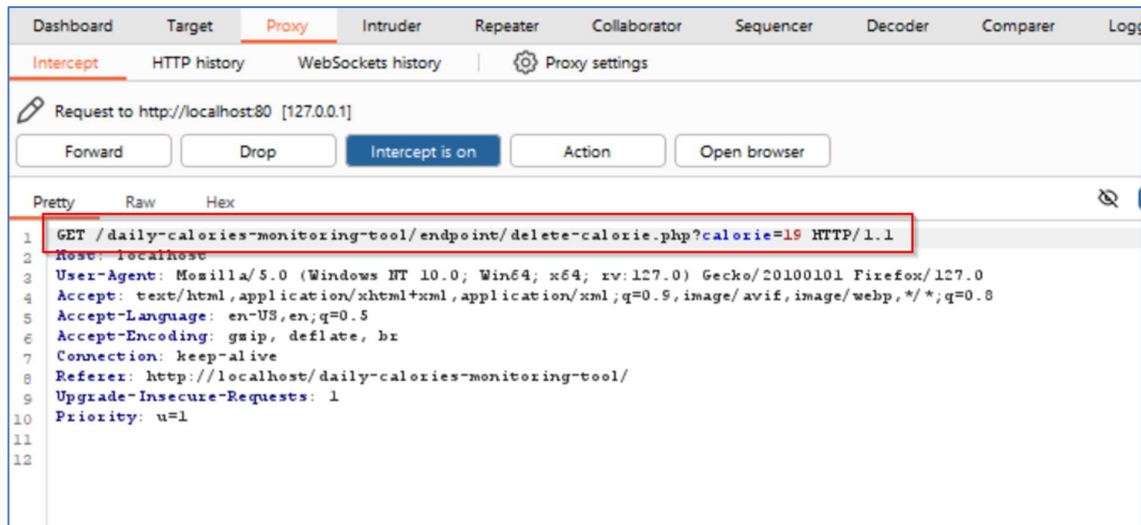 Dashboard Target Proxy Intruder Repeater Collaborator Sequencer Decoder Comparer Logg
Intercept HTTP history WebSockets history Proxy settings
Request to http://localhost:80 [127.0.0.1]
Forward Drop Intercept is on Action Open browser
Pretty Raw Hex
1 GET /daily-calories-monitoring-tool/endpoint/delete-calorie.php?calorie=19 HTTP/1.1
2 Host: localhost
3 User-Agent: Mozilla/5.0 (Windows NT 10.0; Win64; x64; rv:127.0) Gecko/20100101 Firefox/127.0
4 Accept: text/html,application/xhtml+xml,application/xml;q=0.9,image/avif,image/webp,*/*;q=0.8
5 Accept-Language: en-US,en;q=0.5
6 Accept-Encoding: gzip, deflate, br
7 Connection: keep-alive
8 Referer: http://localhost/daily-calories-monitoring-tool/
9 Upgrade-Insecure-Requests: 1
10 Priority: u=1
11
12